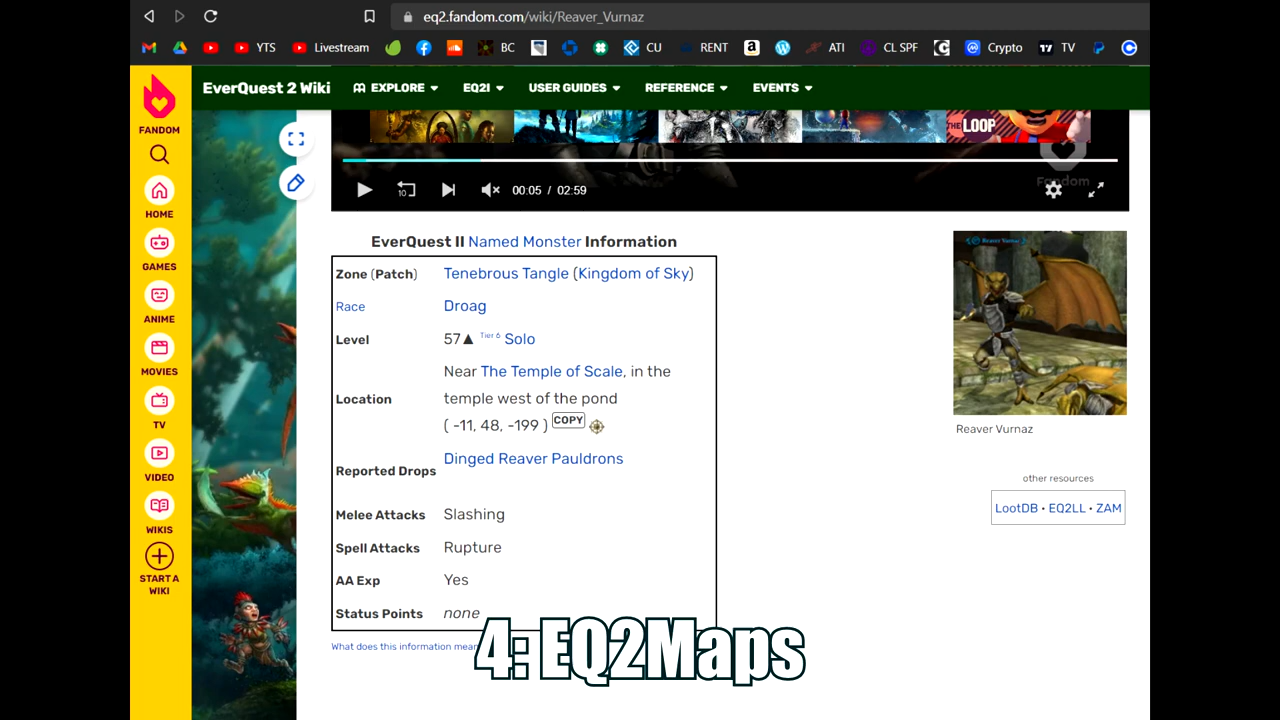 eq2.fandom.com/wiki/Reaver_Vurnaz
YTS Livestream BC CU RENT ATI CL SPF Crypto TV
FANDOM
HOME
GAMES
ANIME
MOVIES
TV
VIDEO
WIKIS
START A
WIKI
EverQuest 2 Wiki EXPLORE EQ2I USER GUIDES REFERENCE EVENTS
THE LOOP
Fandom
10 00:05 / 02:59
EverQuest II Named Monster Information
Zone (Patch) Tenebrous Tangle (Kingdom of Sky)
Race Droag
Level 57▲ Tier 6 Solo
Location Near The Temple of Scale, in the
temple west of the pond
( -11, 48, -199 ) COPY
Reported Drops Dinged Reaver Pauldrons
Melee Attacks Slashing
Spell Attacks Rupture
AA Exp Yes
Status Points none
What does this information mean
Reaver Vurnaz
Reaver Vurnaz
other resources
LootDB • EQ2LL • ZAM
4: EQ2Maps